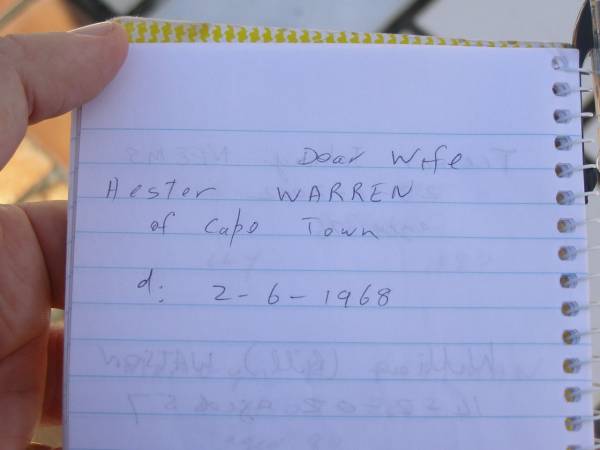 Dear Wife
Hester WARREN
of Cape Town
d: 2-6-1968